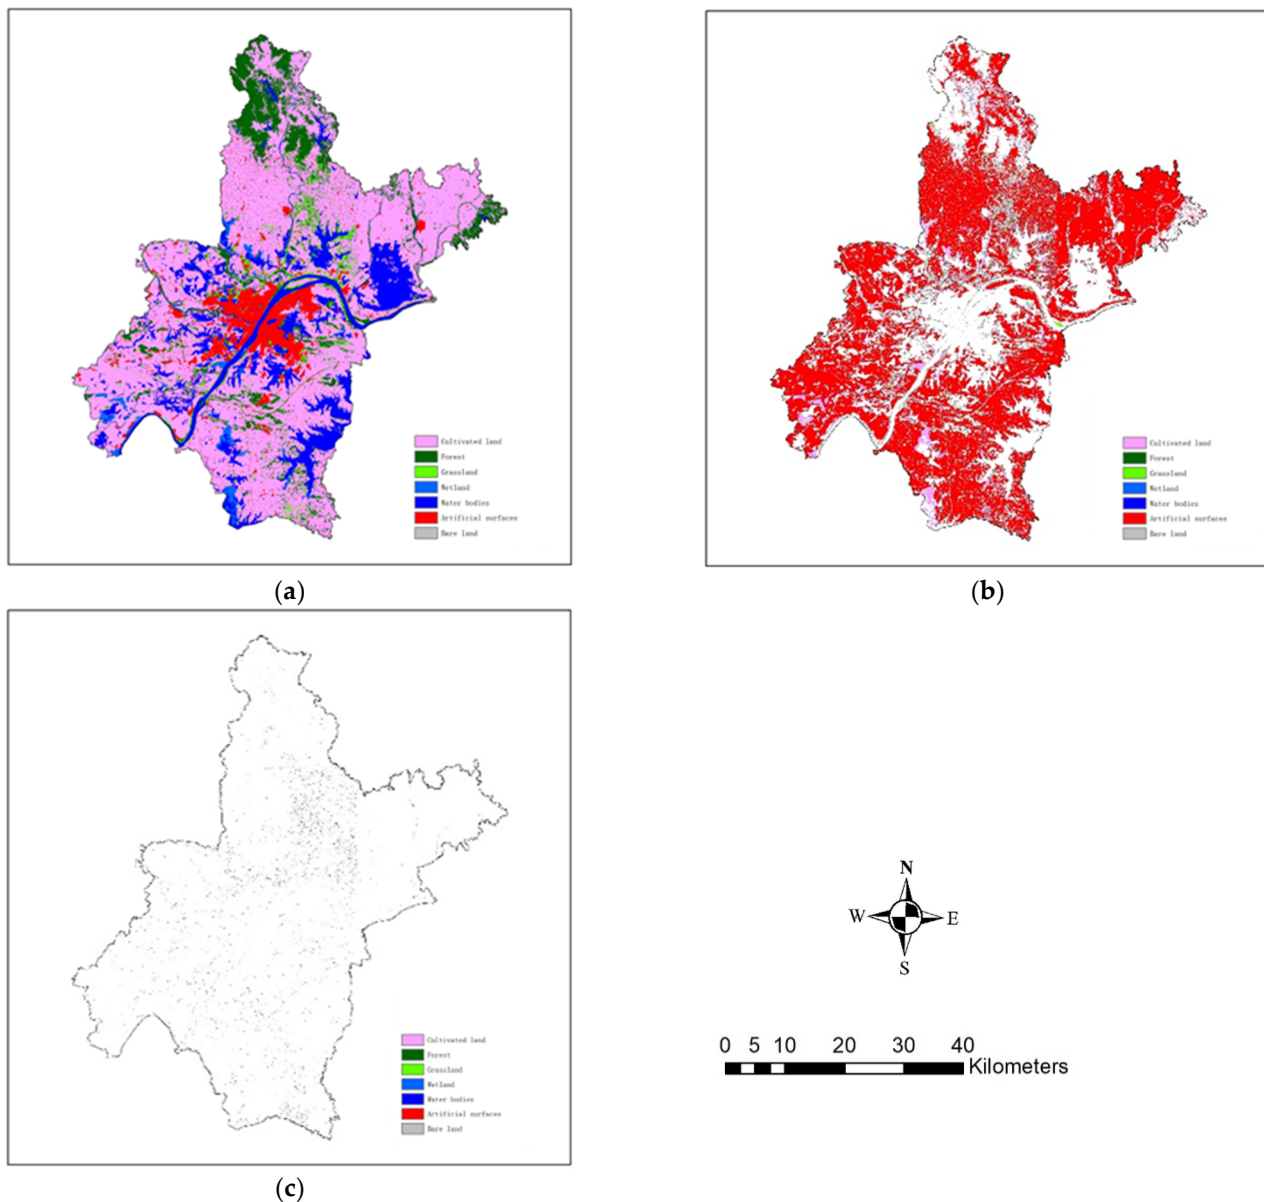 Cultivated land
Forest
Grassland
Wetland
Water bodies
Artificial surfaces
Bare land
(a)
Cultivated land
Forest
Grassland
Wetland
Water bodies
Artificial surfaces
Bare land
(b)
Cultivated land
Forest
Grassland
Wetland
Water bodies
Artificial surfaces
Bare land
(c)
N
W E
S
0 5 10 20 30 40
Kilometers